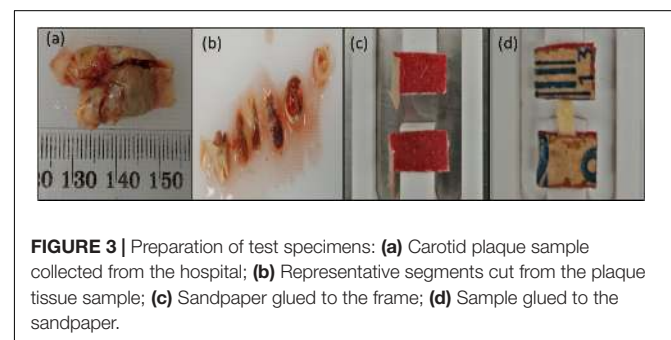 (a)
(b)
(c)
(d)
0 130 140 150
13
FIGURE 3 | Preparation of test specimens: (a) Carotid plaque sample
collected from the hospital; (b) Representative segments cut from the plaque
tissue sample; (c) Sandpaper glued to the frame; (d) Sample glued to the
sandpaper.